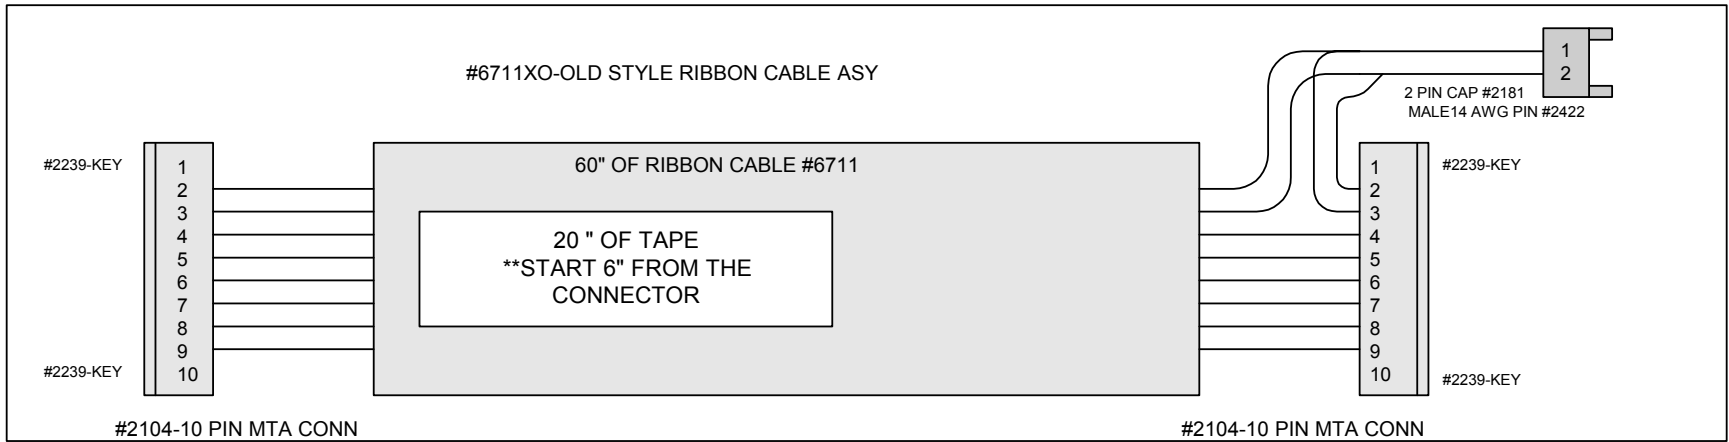 #6711XO-OLD STYLE RIBBON CABLE ASY
1
2
2 PIN CAP #2181
MALE14 AWG PIN #2422
#2239-KEY
1
2
3
4
5
6
7
8
9
10
#2239-KEY
#2104-10 PIN MTA CONN
60" OF RIBBON CABLE #6711
20 " OF TAPE
**START 6" FROM THE
CONNECTOR
1
2
3
4
5
6
7
8
9
10
#2239-KEY
#2239-KEY
#2104-10 PIN MTA CONN